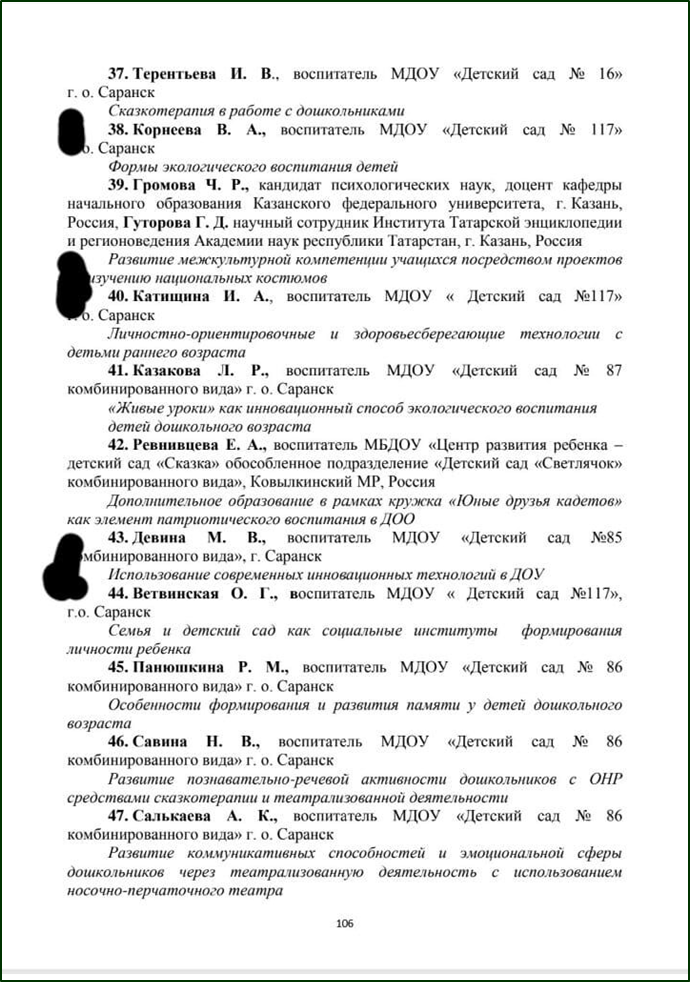 37. Терентьева И. В., воспитатель МДОУ «Детский сад № 16»
г. о. Саранск
Сказкотерапия в работе с дошкольниками
38. Корнеева В. А., воспитатель МДОУ «Детский сад № 117»
о. Саранск
Формы экологического воспитания детей
39. Громова Ч. Р., кандидат психологических наук, доцент кафедры
начального образования Казанского федерального университета, г. Казань,
Россия, Гуторова Г. Д. научный сотрудник Института Татарской энциклопедии
и регионоведения Академии наук республики Татарстан, г. Казань, Россия
Развитие межкультурной компетенции учащихся посредством проектов
изучению национальных костюмов
40. Катищина И. А., воспитатель МДОУ « Детский сад №117»
г. о. Саранск
Личностно-ориентировочные и здоровьесберегающие технологии с
детьми раннего возраста
41. Казакова Л. Р., воспитатель МДОУ «Детский сад № 87
комбинированного вида» г. о. Саранск
«Живые уроки» как инновационный способ экологического воспитания
детей дошкольного возраста
42. Ревнивцева Е. А., воспитатель МБДОУ «Центр развития ребенка –
детский сад «Сказка» обособленное подразделение «Детский сад «Светлячок»
комбинированного вида», Ковылкинский МР, Россия
Дополнительное образование в рамках кружка «Юные друзья кадетов»
как элемент патриотического воспитания в ДОО
43. Девина М. В., воспитатель МДОУ «Детский сад №85
омбинированного вида», г. Саранск
Использование современных инновационных технологий в ДОУ
44. Ветвинская О. Г., воспитатель МДОУ « Детский сад №117»,
г.о. Саранск
Семья и детский сад как социальные институты формирования
личности ребенка
45. Панюшкина Р. М., воспитатель МДОУ «Детский сад № 86
комбинированного вида» г. о. Саранск
Особенности формирования и развития памяти у детей дошкольного
возраста
46. Савина Н. В., воспитатель МДОУ «Детский сад № 86
комбинированного вида» г. о. Саранск
Развитие познавательно-речевой активности дошкольников с ОНР
средствами сказкотерапии и театрализованной деятельности
47. Салькаева А. К., воспитатель МДОУ «Детский сад № 86
комбинированного вида» г. о. Саранск
Развитие коммуникативных способностей и эмоциональной сферы
дошкольников через театрализованную деятельность с использованием
носочно-перчаточного театра
106